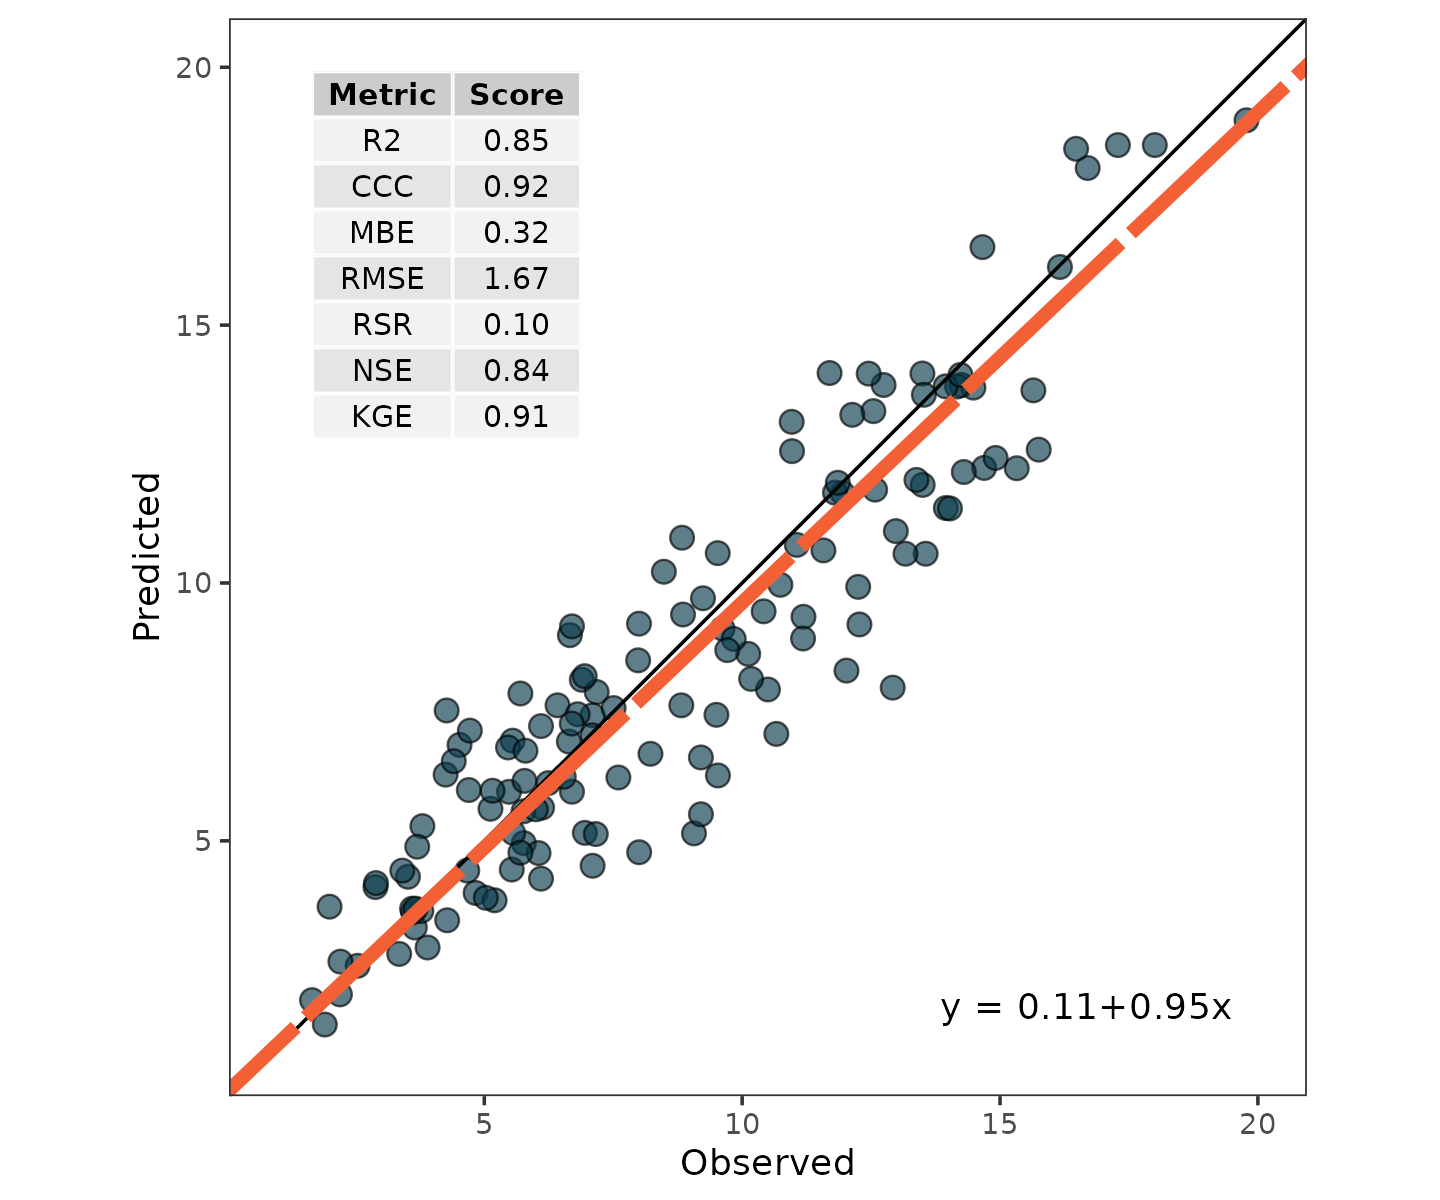 20
15
10
5
Predicted
Metric Score
R2 0.85
CCC 0.92
MBE 0.32
RMSE 1.67
RSR 0.10
NSE 0.84
KGE 0.91
y = 0.11+0.95x
5 10 15 20
Observed